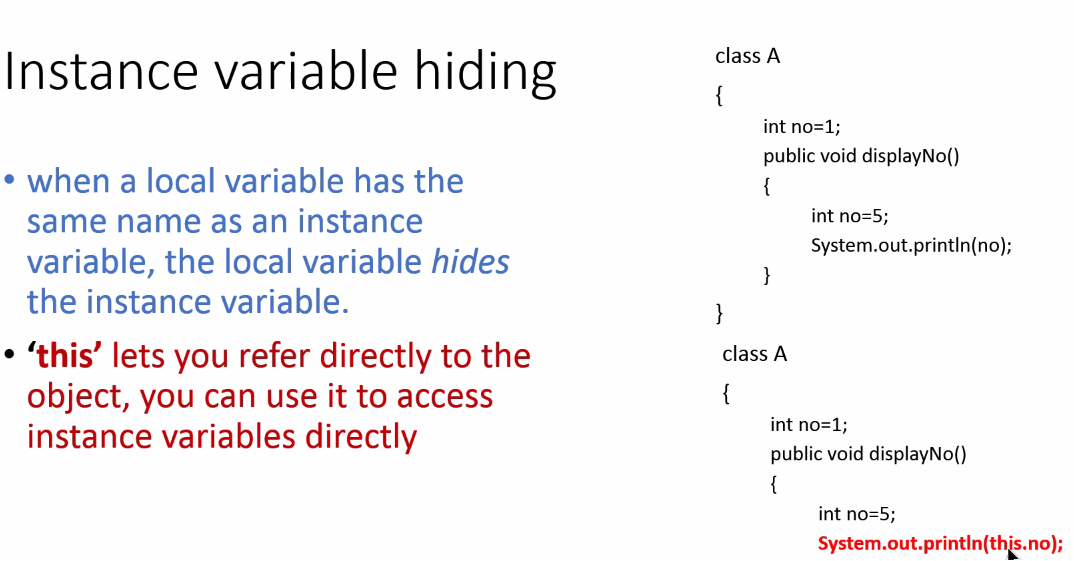 Instance variable hiding
• when a local variable has the
same name as an instance
variable, the local variable hides
the instance variable.
• ‘this’ lets you refer directly to the
object, you can use it to access
instance variables directly
class A
{
int no=1;
public void displayNo()
{
int no=5;
System.out.println(no);
}
}
class A
{
int no=1;
public void displayNo()
{
int no=5;
System.out.println(this.no);